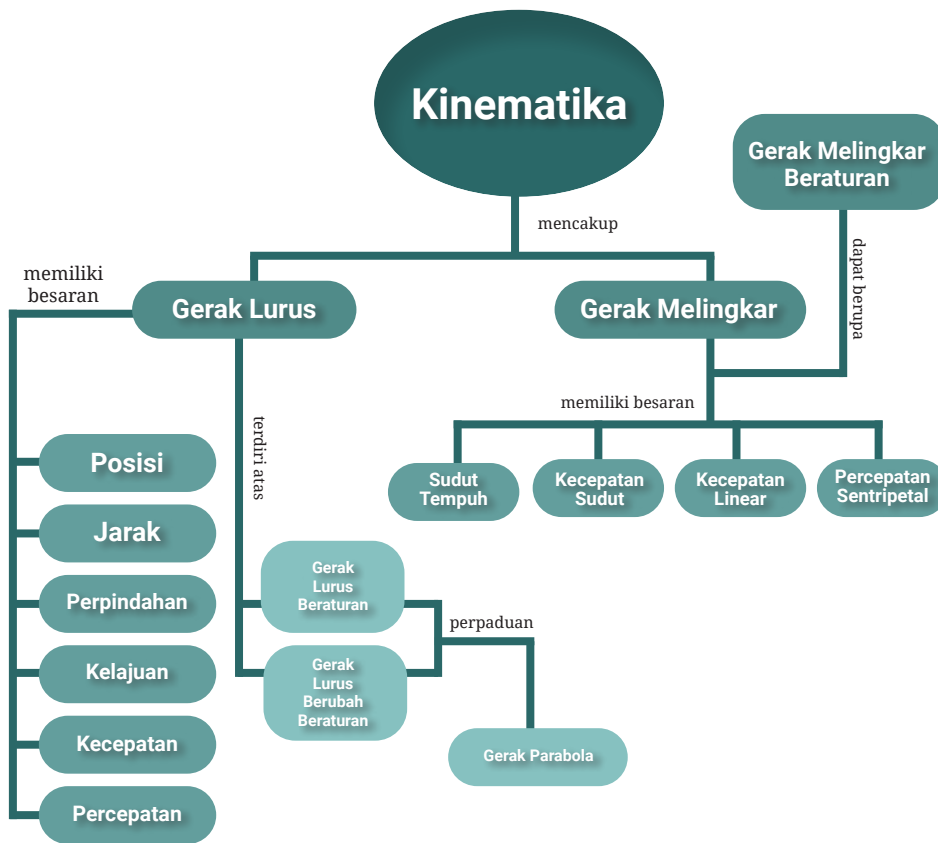 Kinematika
Gerak Melingkar
Beraturan
mencakup
dapat berupa
memiliki
besaran
Gerak Lurus
Gerak Melingkar
memiliki besaran
terdiri atas
Posisi
Jarak
Perpindahan
Kelajuan
Kecepatan
Percepatan
Sudut
Tempuh
Kecepatan
Sudut
Kecepatan
Linear
Percepatan
Sentripetal
Gerak
Lurus
Beraturan
Gerak
Lurus
Berubah
Beraturan
perpaduan
Gerak Parabola